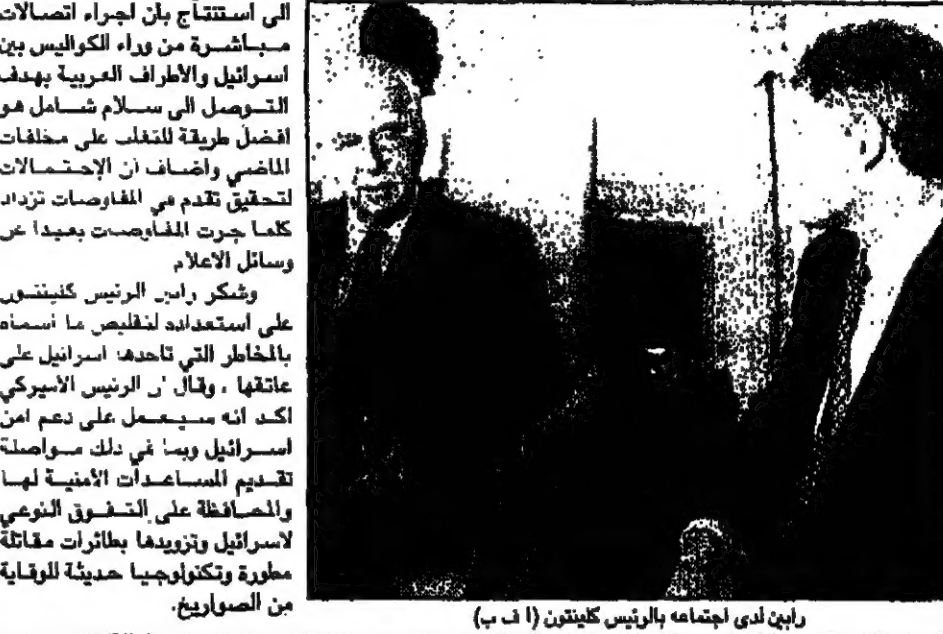 الى استنتاج بأن اجراء اتصالات
مباشرة من وراء الكواليس بين
اسرائيل والأطراف العربية بهدف
التوصل الى سلام شامل هو
افضل طريقة للتغلب على مخلفات
الماضي واضاف ان الإحتمالات
لتحقيق تقدم في المفاوضات تزداد
كلما جرت المفاوضات بعيدا عن
وسائل الاعلام
وشكر رابين الرئيس كلينتون
على استعداده لتقليص ما اسماه
بالمخاطر التي تاخدها اسرائيل على
عاتقها ، وقال ان الرئيس الأميركي
اكد انه سيعمل على دعم امن
اسرائيل وبما في ذلك مواصلة
تقديم المساعدات الأمنية لها
والمحافظة على التفوق النوعي
لاسرائيل وتزويدها بطائرات مقاتلة
مطورة وتكنولوجيا حديثة للوقاية
من الصواريخ.
رابين لدى اجتماعه بالرئيس كلينتون (ا ف ب)